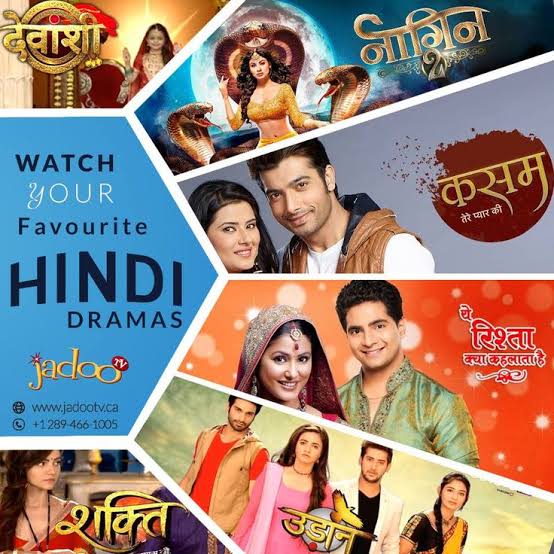 देवांशी
नागिन
2
WATCH
YOUR
Favourite
HINDI
DRAMAS
jadoo TV
www.jadootv.ca
+1 289-466-1005
कसम
तेरे प्यार की
ये
रिश्ता
क्या कहलाता है
उड़ान
शक्ति